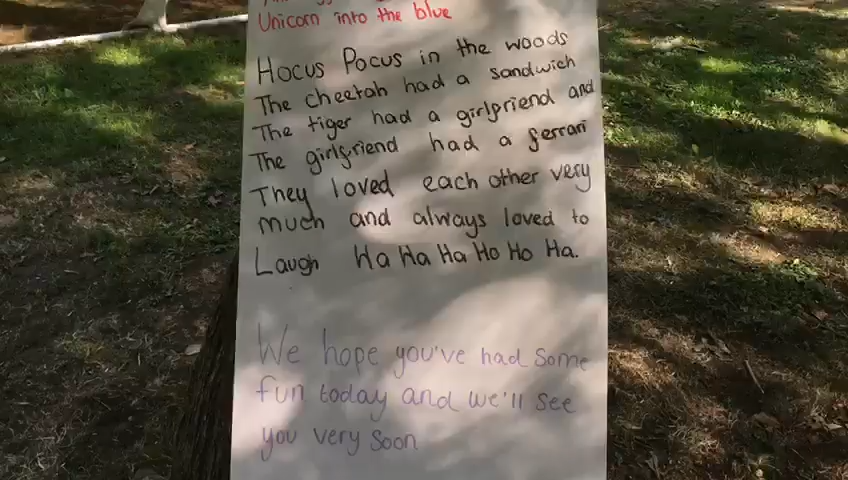 Unicorn into the blue
Hocus Pocus in the woods
The cheetah had a sandwich
The tiger had a girlfriend and
The girlfriend had a ferrari
They loved each other very
much and always loved to
Laugh Ha Ha Ha Ho Ho Ha.
We hope you've had some
fun today and we'll see
you very soon